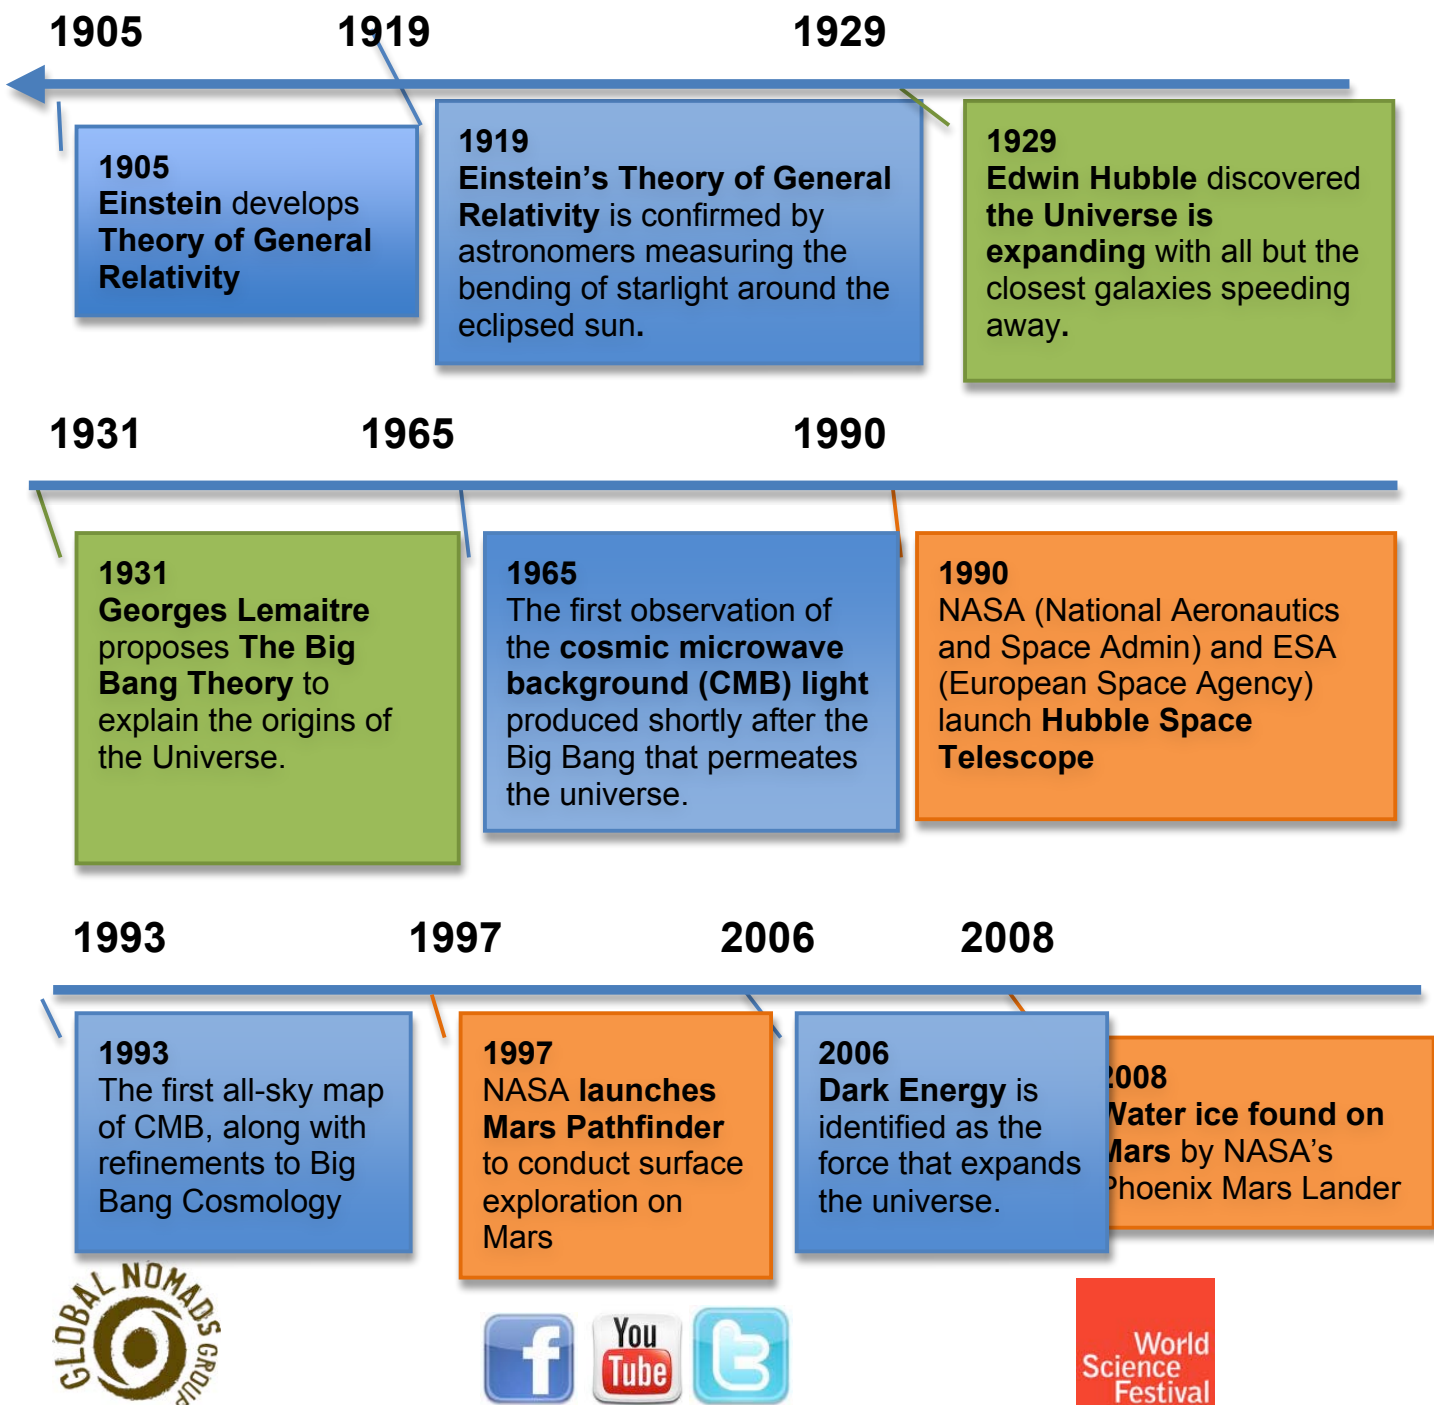 1905 1919 1929
1905
Einstein develops
Theory of General
Relativity
1919
Einstein’s Theory of General
Relativity is confirmed by
astronomers measuring the
bending of starlight around the
eclipsed sun.
1929
Edwin Hubble discovered
the Universe is
expanding with all but the
closest galaxies speeding
away.
1931 1965 1990
1931
Georges Lemaitre
proposes The Big
Bang Theory to
explain the origins of
the Universe.
1965
The first observation of
the cosmic microwave
background (CMB) light
produced shortly after the
Big Bang that permeates
the universe.
1990
NASA (National Aeronautics
and Space Admin) and ESA
(European Space Agency)
launch Hubble Space
Telescope
1993 1997 2006 2008
1993
The first all-sky map
of CMB, along with
refinements to Big
Bang Cosmology
1997
NASA launches
Mars Pathfinder
to conduct surface
exploration on
Mars
2006
Dark Energy is
identified as the
force that expands
the universe.
2008
Water ice found on
Mars by NASA’s
Phoenix Mars Lander
GLOBAL NOMADS GROUP
f
You
Tube
t
World
Science
Festival